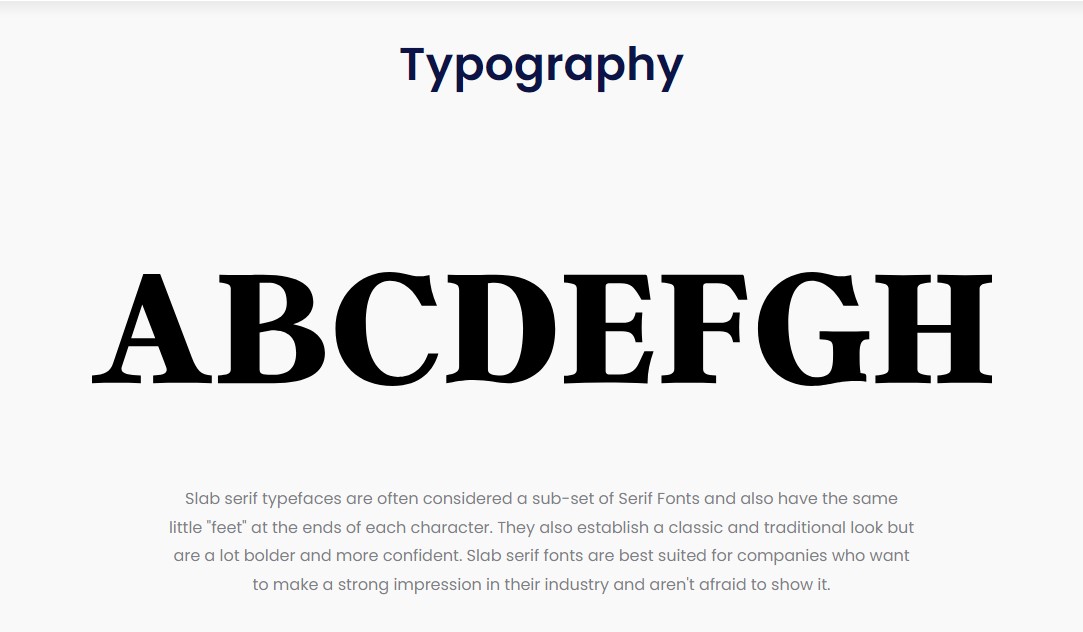 Typography
ABCDEFGH
Slab serif typefaces are often considered a sub-set of Serif Fonts and also have the same
little "feet" at the ends of each character. They also establish a classic and traditional look but
are a lot bolder and more confident. Slab serif fonts are best suited for companies who want
to make a strong impression in their industry and aren't afraid to show it.